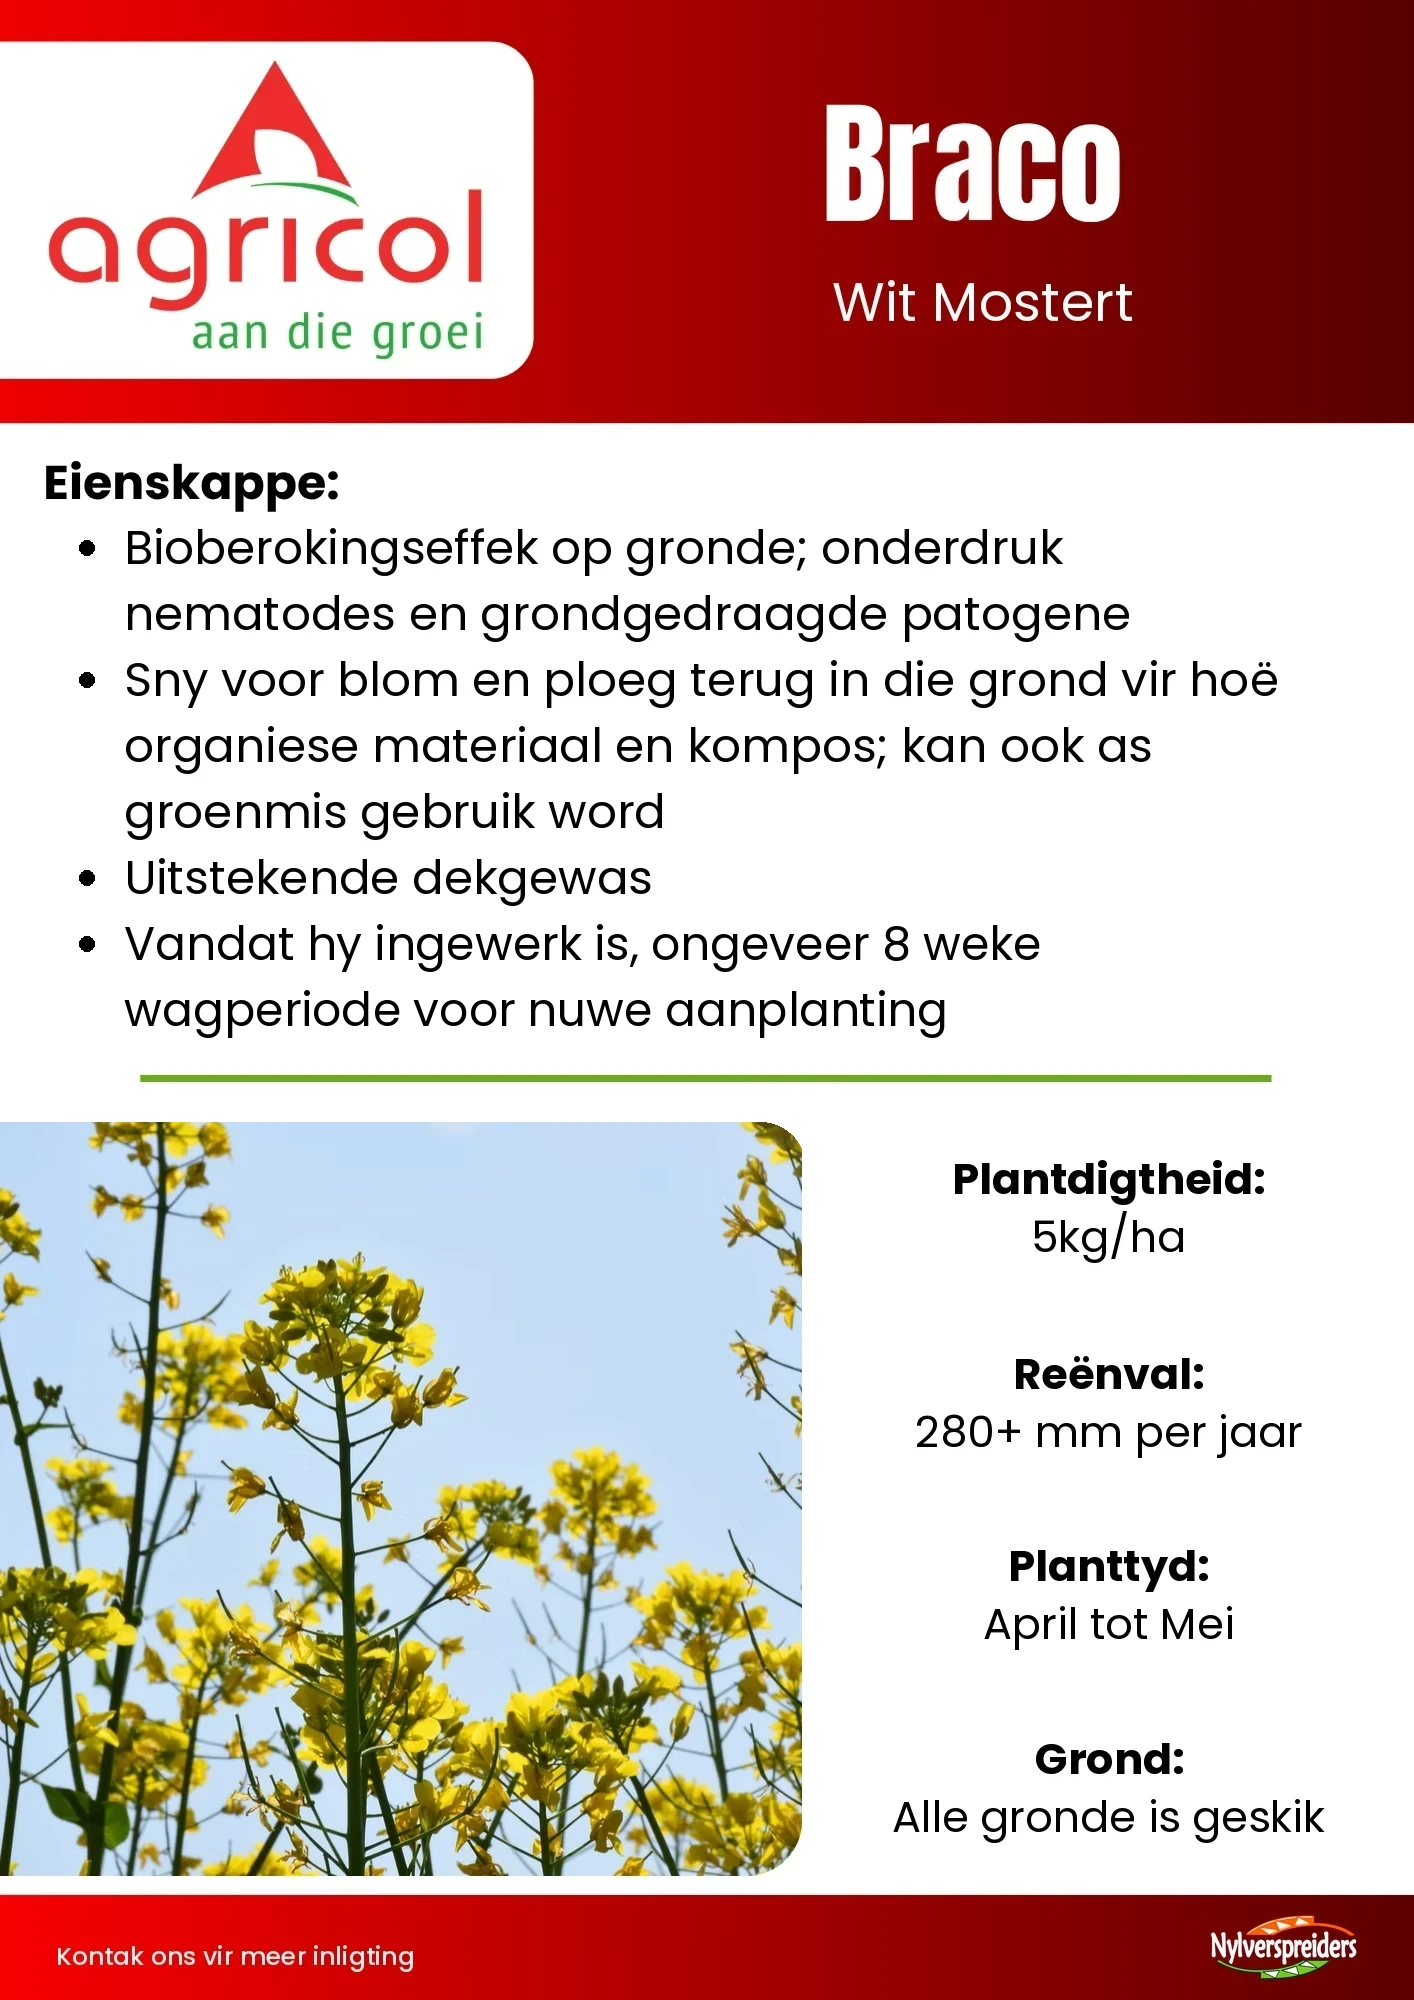 agricol
aan die groei
Braco
Wit Mostert
Eienskappe:
• Bioberokingseffek op gronde; onderdruk
nematodes en grondgedraagde patogene
• Sny voor blom en ploeg terug in die grond vir hoë
organiese materiaal en kompos; kan ook as
groenmis gebruik word
• Uitstekende dekgewas
• Vandat hy ingewerk is, ongeveer 8 weke
wagperiode voor nuwe aanplanting
Plantdigtheid:
5kg/ha
Reënval:
280+ mm per jaar
Planttyd:
April tot Mei
Grond:
Alle gronde is geskik
Kontak ons vir meer inligting
Nylverspreiders